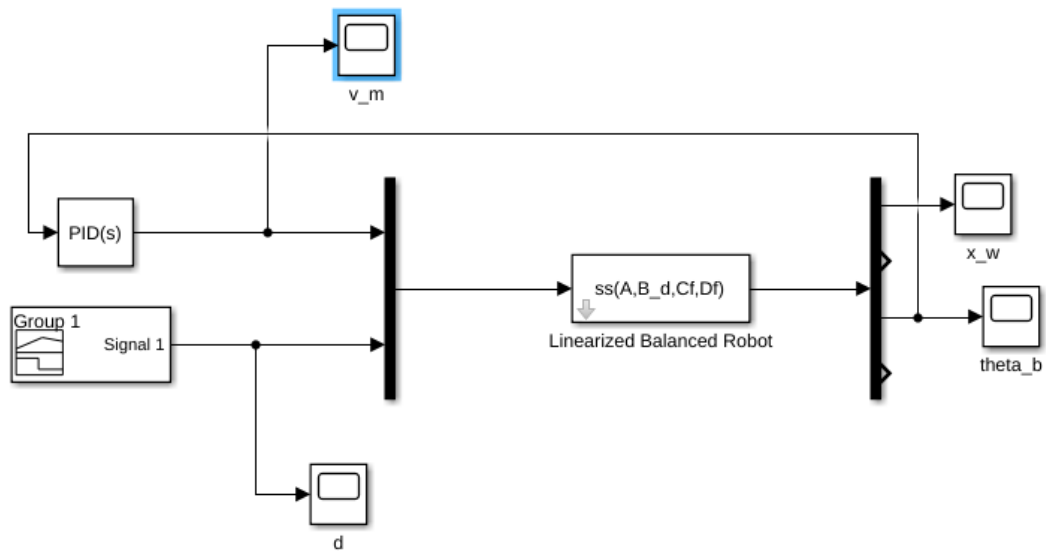 v_m
PID(s)
x_w
ss(A,B_d,Cf,Df)
Linearized Balanced Robot
Group 1
Signal 1
theta_b
d